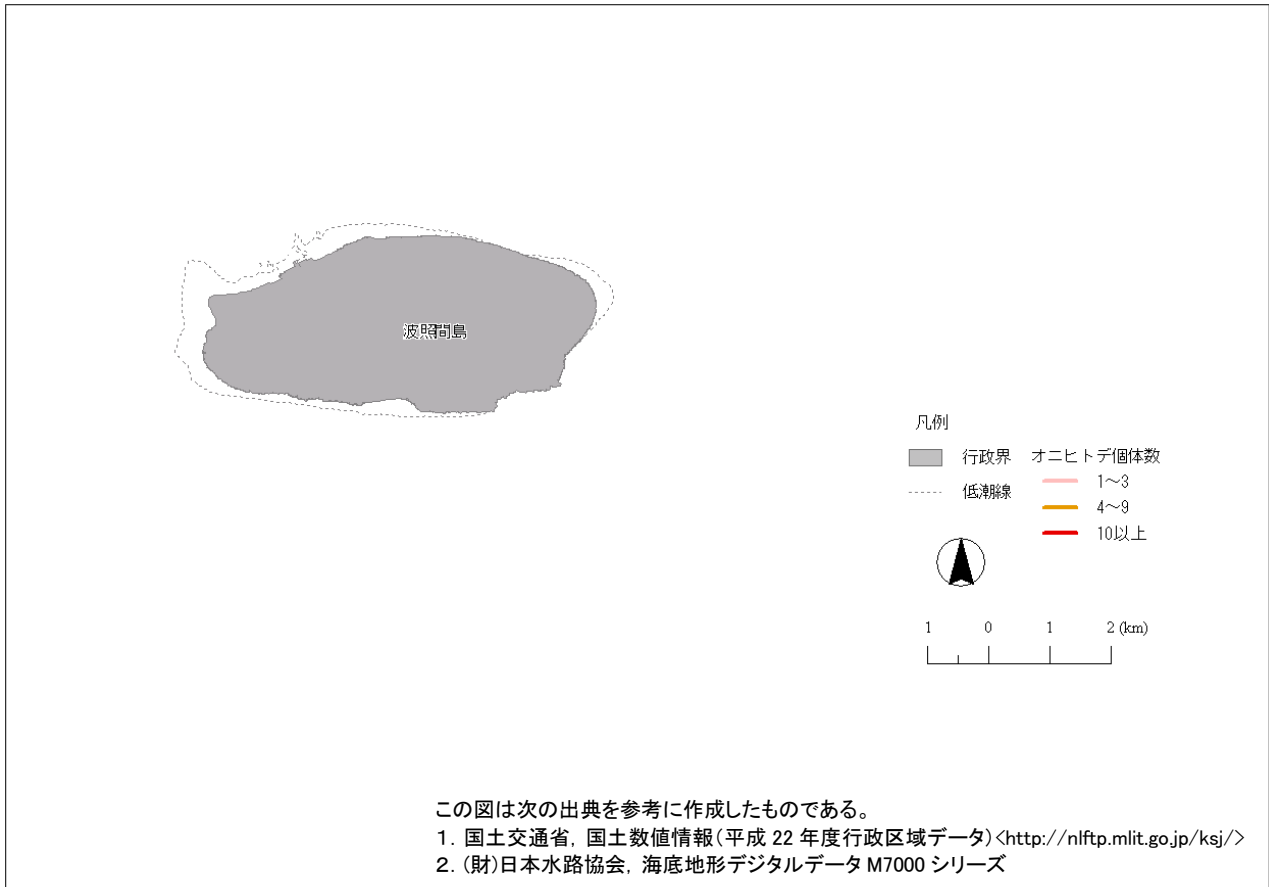 波照間島
凡例
行政界
低潮線
オニヒトデ個体数
1～3
4～9
10以上
1 0 1 2 (km)
この図は次の出典を参考に作成したものである。
1. 国土交通省, 国土数値情報(平成 22 年度行政区域データ)<http://nlftp.mlit.go.jp/ksj/>
2. (財)日本水路協会, 海底地形デジタルデータ M7000 シリーズ